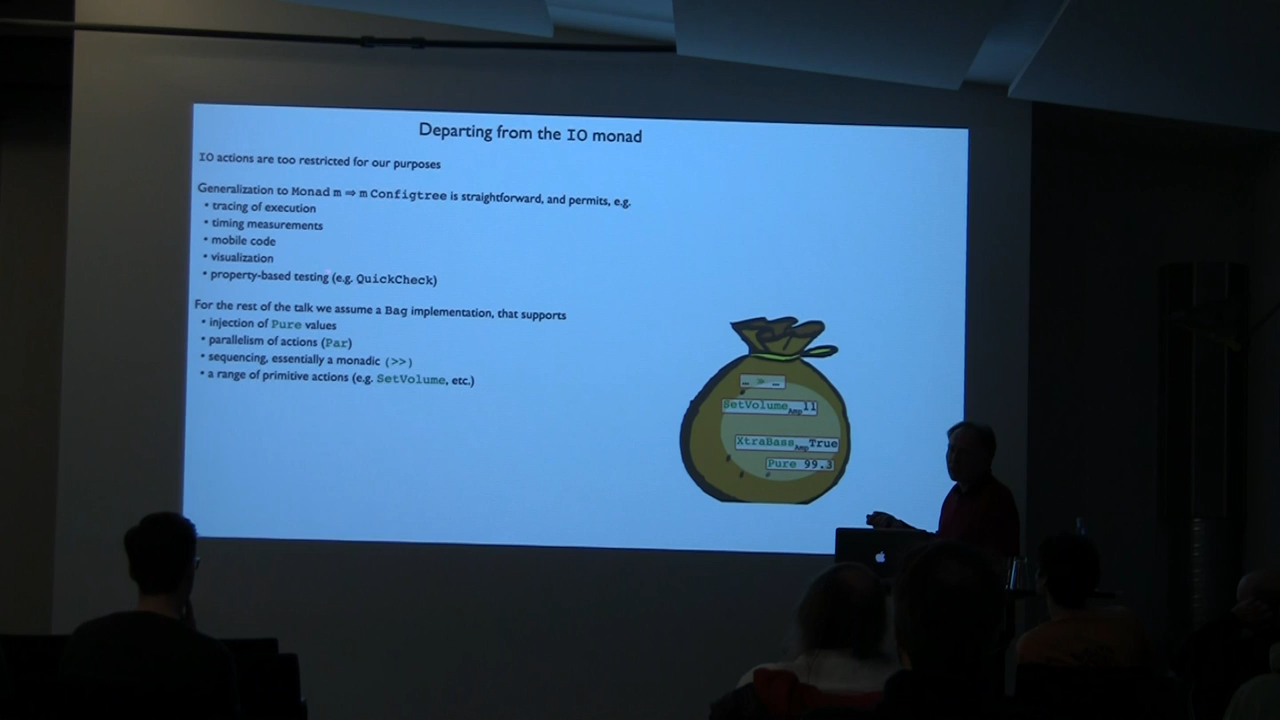 Departing from the IO monad
IO actions are too restricted for our purposes
Generalization to Monad m ⇒ m Configtree is straightforward, and permits, e.g.
• tracing of execution
• timing measurements
• mobile code
• visualization
• property-based testing (e.g. QuickCheck)
For the rest of the talk we assume a Bag implementation, that supports
• injection of Pure values
• parallelism of actions (Par)
• sequencing, essentially a monadic (>>)
• a range of primitive actions (e.g. SetVolume, etc.)
_ > _
SetVolume Amp 11
XtraBass Amp True
Pure 99.3